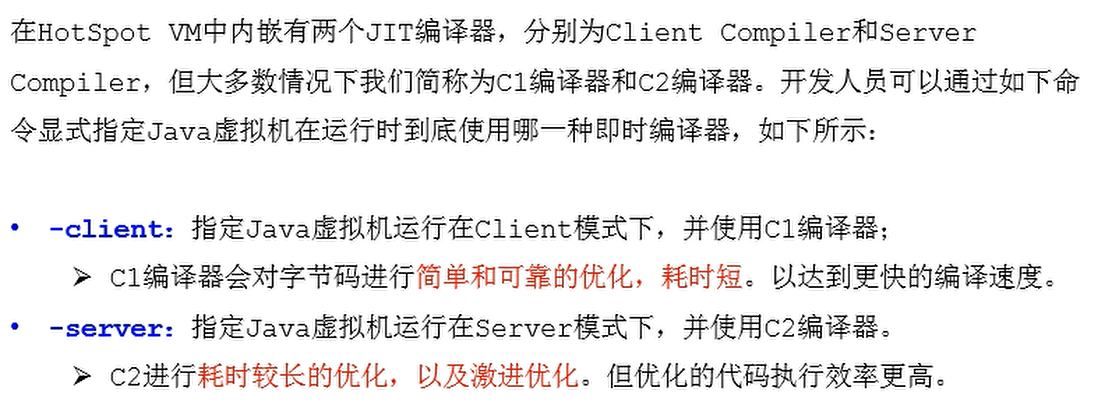 在HotSpot VM中内嵌有两个JIT编译器，分别为Client Compiler和Server
Compiler，但大多数情况下我们简称为C1编译器和C2编译器。开发人员可以通过如下命
令显式指定Java虚拟机在运行时到底使用哪一种即时编译器，如下所示：
• -client：指定Java虚拟机运行在Client模式下，并使用C1编译器；
➢ C1编译器会对字节码进行简单和可靠的优化，耗时短。以达到更快的编译速度。
• -server：指定Java虚拟机运行在Server模式下，并使用C2编译器。
➢ C2进行耗时较长的优化，以及激进优化。但优化的代码执行效率更高。